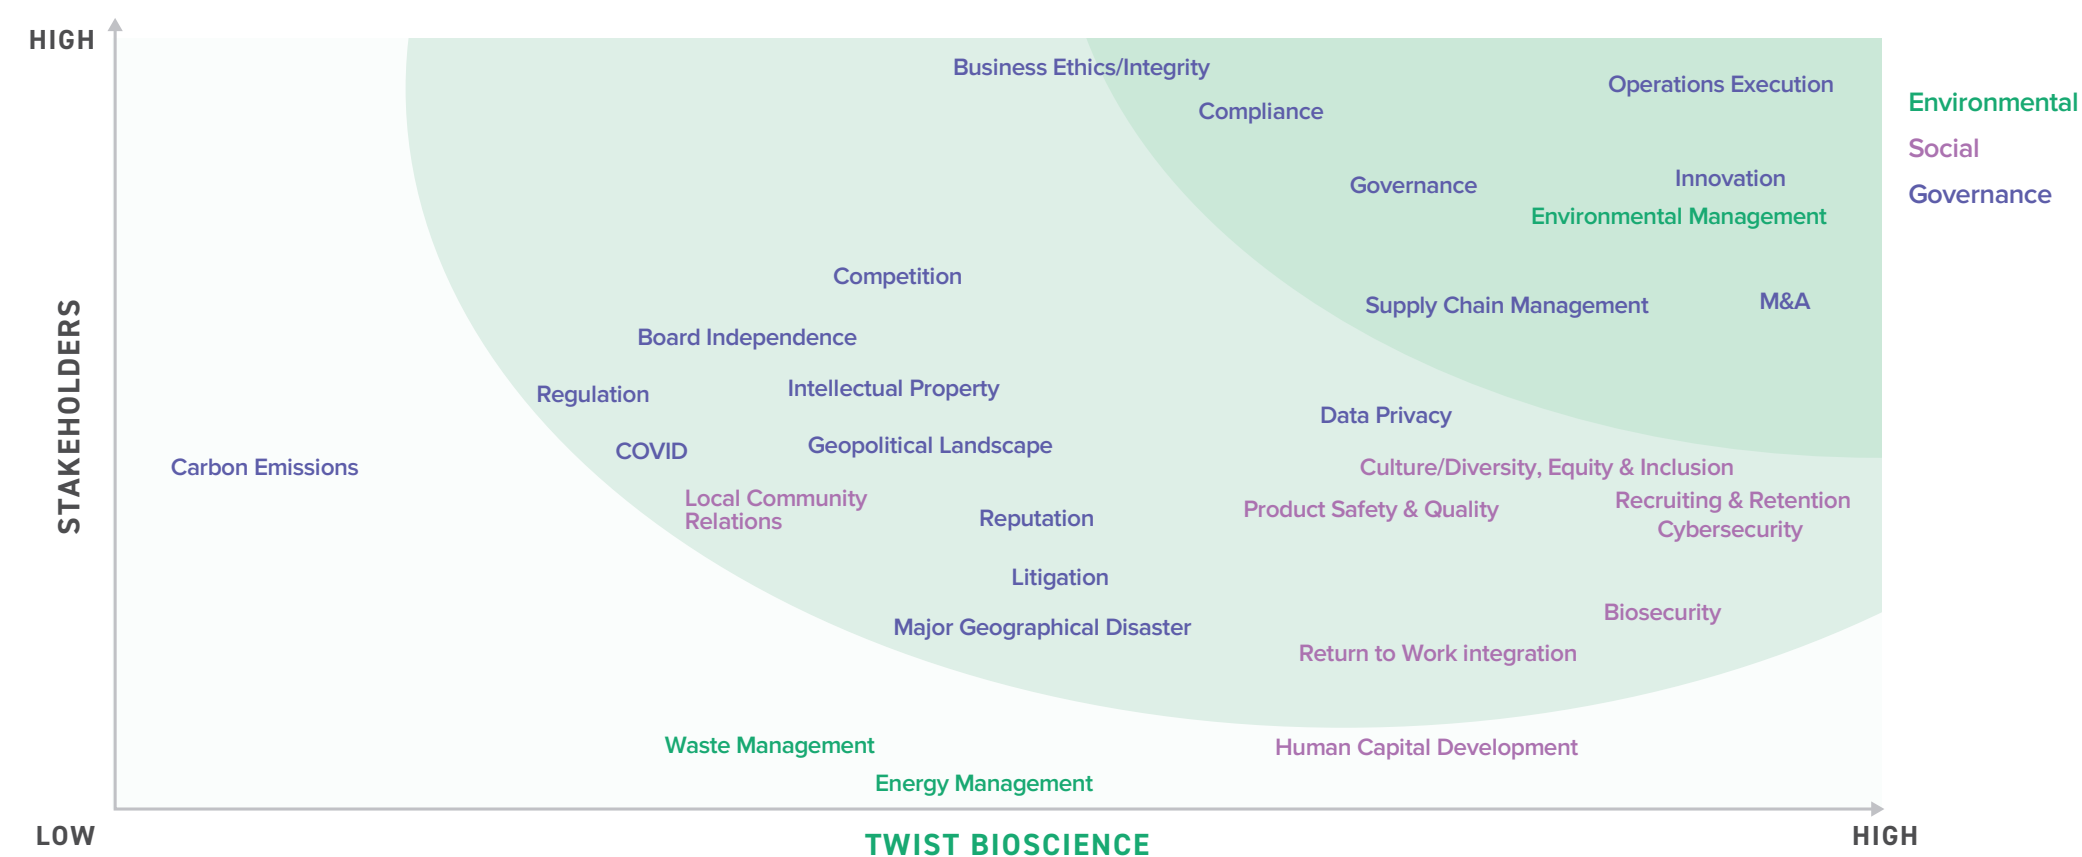 HIGH
Business Ethics/Integrity
Operations Execution
Environmental
Compliance
Social
Innovation
Governance
Governance
Environmental Management
Competition
M&A
Supply Chain Management
Board Independence
Intellectual Property
Regulation
Data Privacy
STAKEHOLDERS
Geopolitical Landscape
COVID
Carbon Emissions
Culture/Diversity, Equity & Inclusion
Local Community
Relations
Recruiting & Retention
Product Safety & Quality
Reputation
Cybersecurity
Litigation
Biosecurity
Major Geographical Disaster
Return to Work integration
Waste Management
Human Capital Development
Energy Management
LOW
TWIST BIOSCIENCE
HIGH